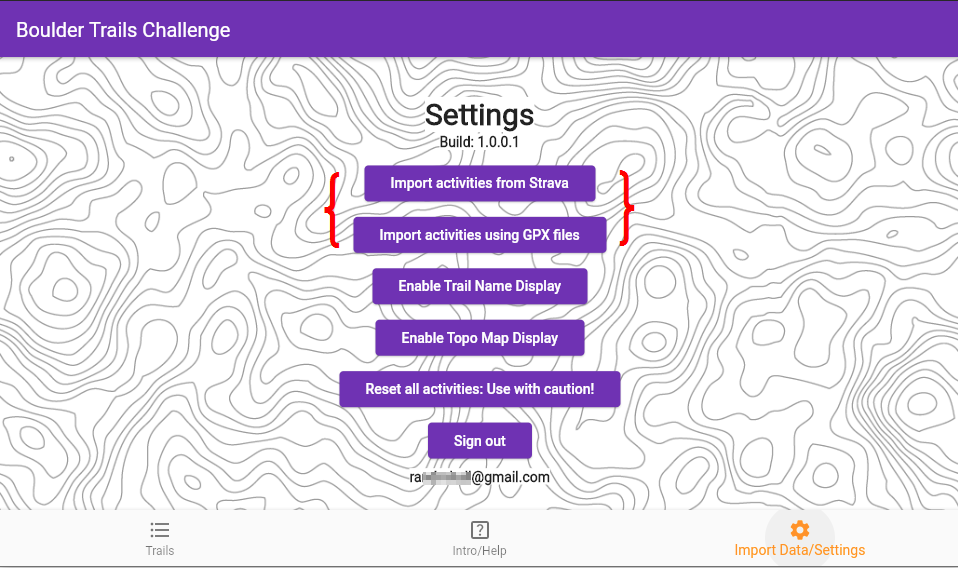 Boulder Trails Challenge
Settings
Build: 1.0.0.1
Import activities from Strava
Import activities using GPX files
Enable Trail Name Display
Enable Topo Map Display
Reset all activities: Use with caution!
Sign out
@gmail.com
Trails
Intro/Help
Import Data/Settings